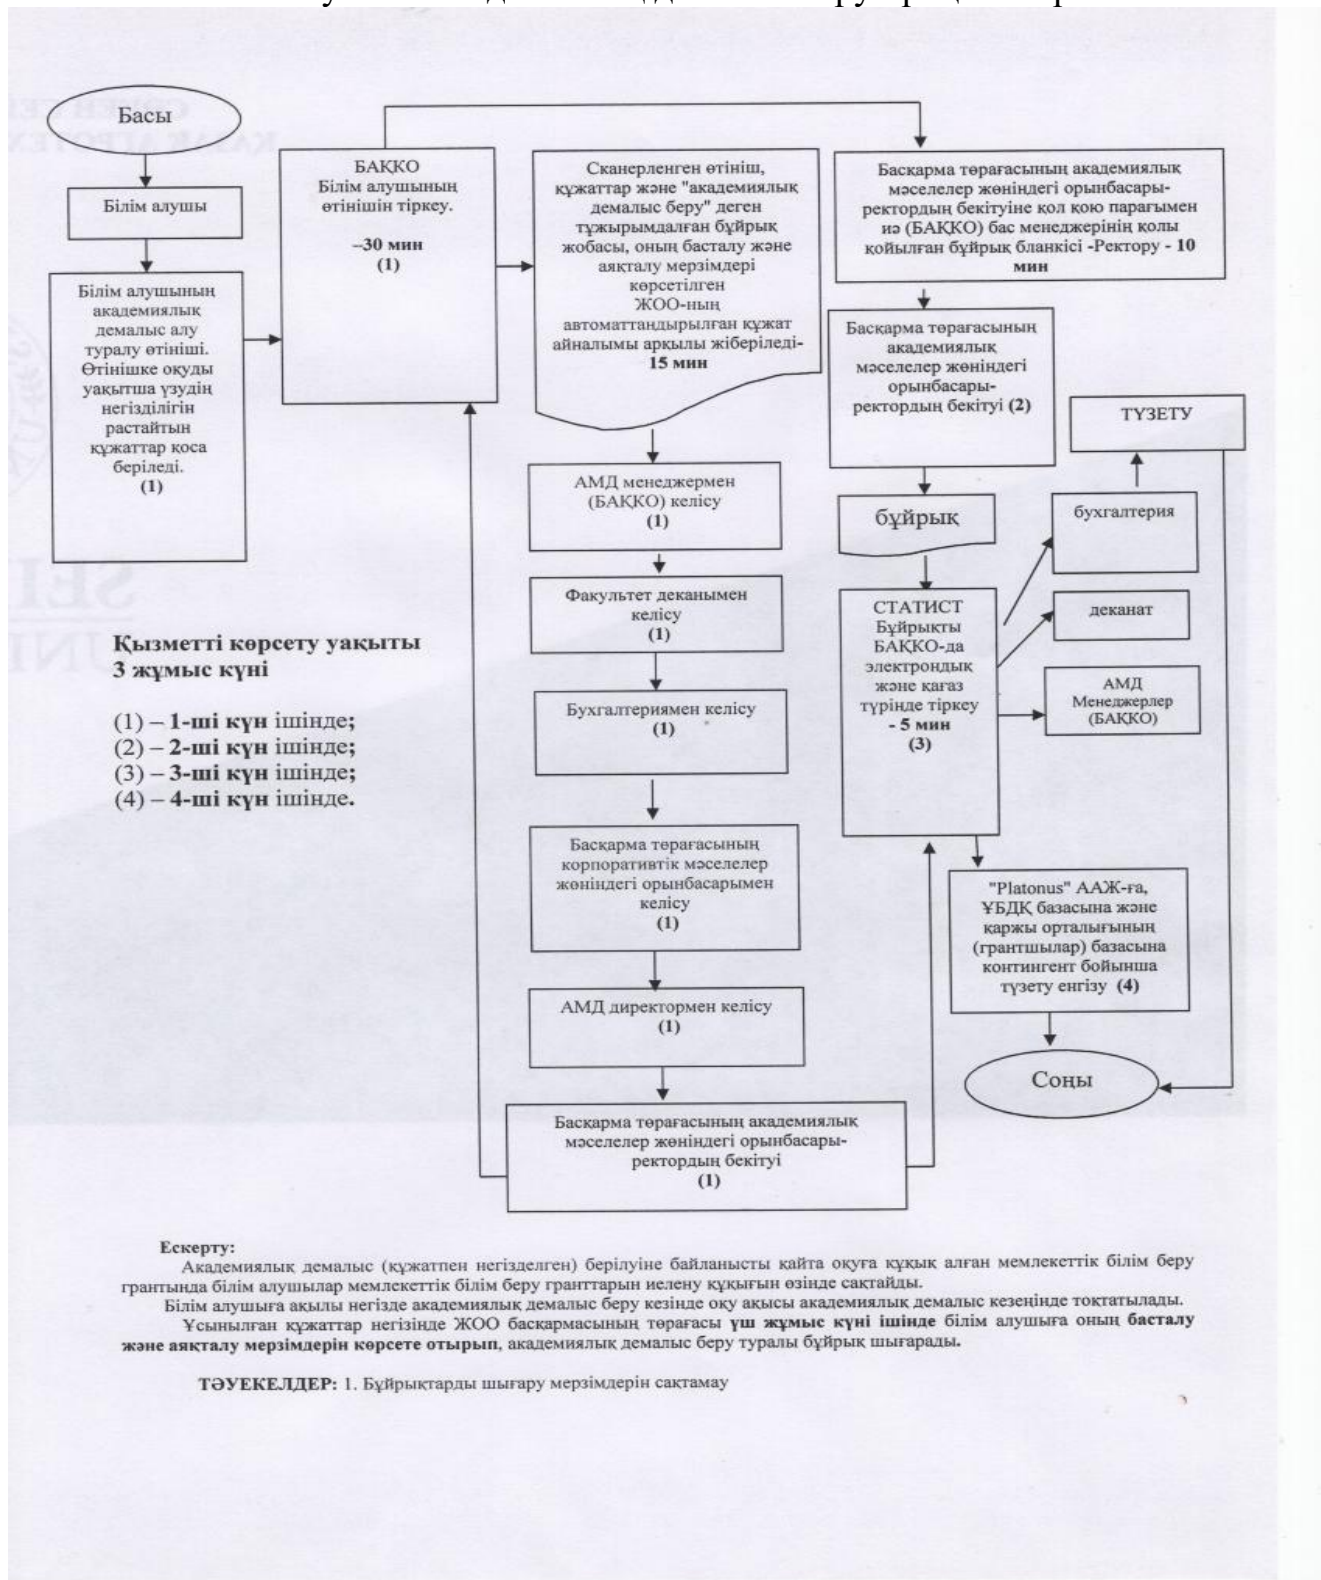 Басы
Білім алушы
Білім алушының
академиялық
демалыс алу
туралу өтініші.
Өтінішке оқуды
уақытша үзудің
негізділігін
растайтын
құжаттар қоса
беріледі.
(1)
БАҚКО
Білім алушының
өтінішін тіркеу.
–30 мин
(1)
Сканерленген өтініш,
құжаттар және "академиялық
демалыс беру" деген
тұжырымдалған бұйрық
жобасы, оның басталу және
аяқталу мерзімдері
көрсетілген
ЖОО-ның
автоматтандырылған құжат
айналымы арқылы жіберіледі-
15 мин
АМД менеджермен
(БАҚКО) келісу
(1)
Факультет деканымен
келісу
(1)
Бухгалтериямен келісу
(1)
Басқарма төрағасының
корпоративтік мәселелер
жөніндегі орынбасарымен
келісу
(1)
АМД директормен келісу
(1)
Басқарма төрағасының академиялық
мәселелер жөніндегі орынбасары-
ректордың бекітуі
(1)
Басқарма төрағасының академиялық
мәселелер жөніндегі орынбасары-
ректордың бекітуіне қол қою парағымен
иә (БАҚКО) бас менеджерінің қолы
қойылған бұйрық бланкісі -Ректору - 10
мин
Басқарма төрағасының
академиялық
мәселелер жөніндегі
орынбасары-
ректордың бекітуі (2)
бұйрық
СТАТИСТ
Бұйрықты
БАҚКО-да
электрондық
және қағаз
түрінде тіркеу
- 5 мин
(3)
ТҮЗЕТУ
бухгалтерия
деканат
АМД
Менеджерлер
(БАҚКО)
"Platonus" ААЖ-ға,
ҰБДҚ базасына және
қаржы орталығының
(грантшылар) базасына
контингент бойынша
түзету енгізу (4)
Соңы
Қызметті көрсету уақыты
3 жұмыс күні
(1) – 1-ші күн ішінде;
(2) – 2-ші күн ішінде;
(3) – 3-ші күн ішінде;
(4) – 4-ші күн ішінде.
Ескерту:
Академиялық демалыс (құжатпен негізделген) берілуіне байланысты қайта оқуға құқық алған мемлекеттік білім беру
грантында білім алушылар мемлекеттік білім беру гранттарын иелену құқығын өзінде сақтайды.
Білім алушыға ақылы негізде академиялық демалыс беру кезінде оқу ақысы академиялық демалыс кезеңінде тоқтатылады.
Ұсынылған құжаттар негізінде ЖОО басқармасының төрағасы үш жұмыс күні ішінде білім алушыға оның басталу
және аяқталу мерзімдерін көрсете отырып, академиялық демалыс беру туралы бұйрық шығарады.
ТӘУЕКЕЛДЕР: 1. Бұйрықтарды шығару мерзімдерін сақтамау